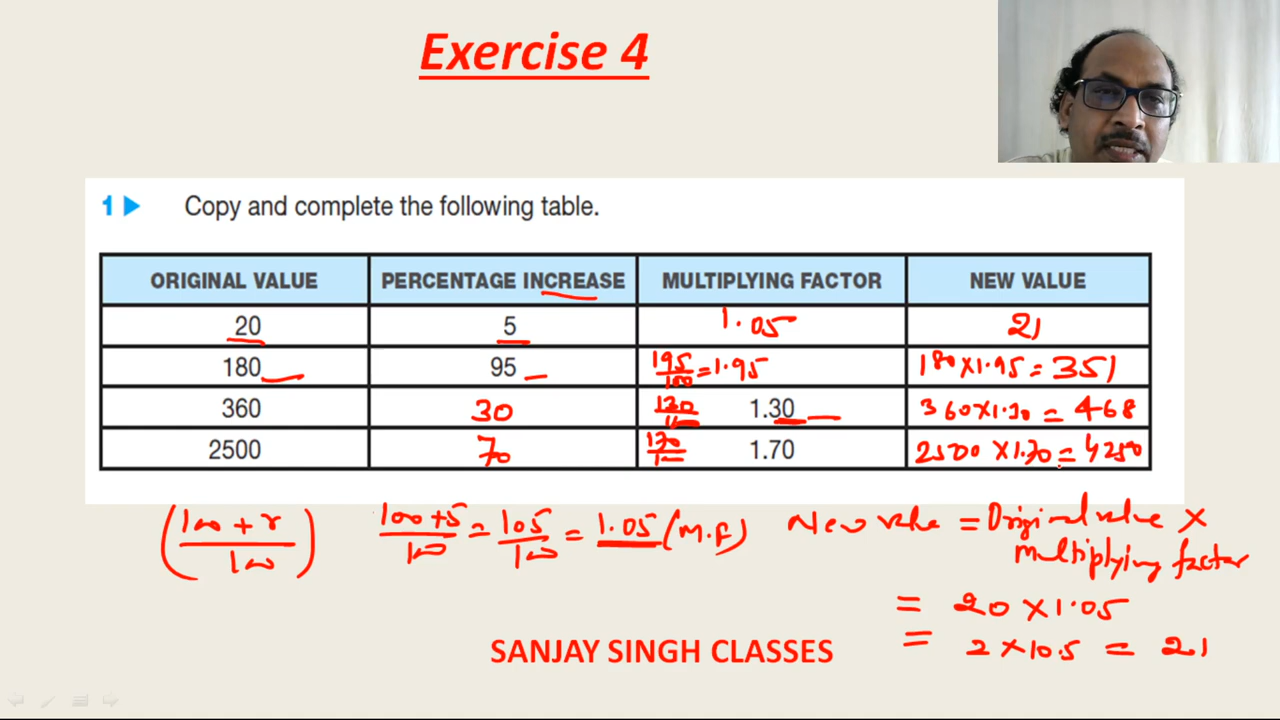 Exercise 4
1 ▶ Copy and complete the following table.
ORIGINAL VALUE PERCENTAGE INCREASE MULTIPLYING FACTOR NEW VALUE
20 5 1.05 21
180 95 195/100 = 1.95 180 × 1.95 = 351
360 30 130/100 1.30 360 × 1.30 = 468
2500 70 170/100 1.70 2500 × 1.70 = 4250
(100 + r / 100) 100 + 5 / 100 = 105 / 100 = 1.05 (M.F) New value = Original value ×
multiplying factor
= 20 × 1.05
= 2 × 10.5 = 21
SANJAY SINGH CLASSES